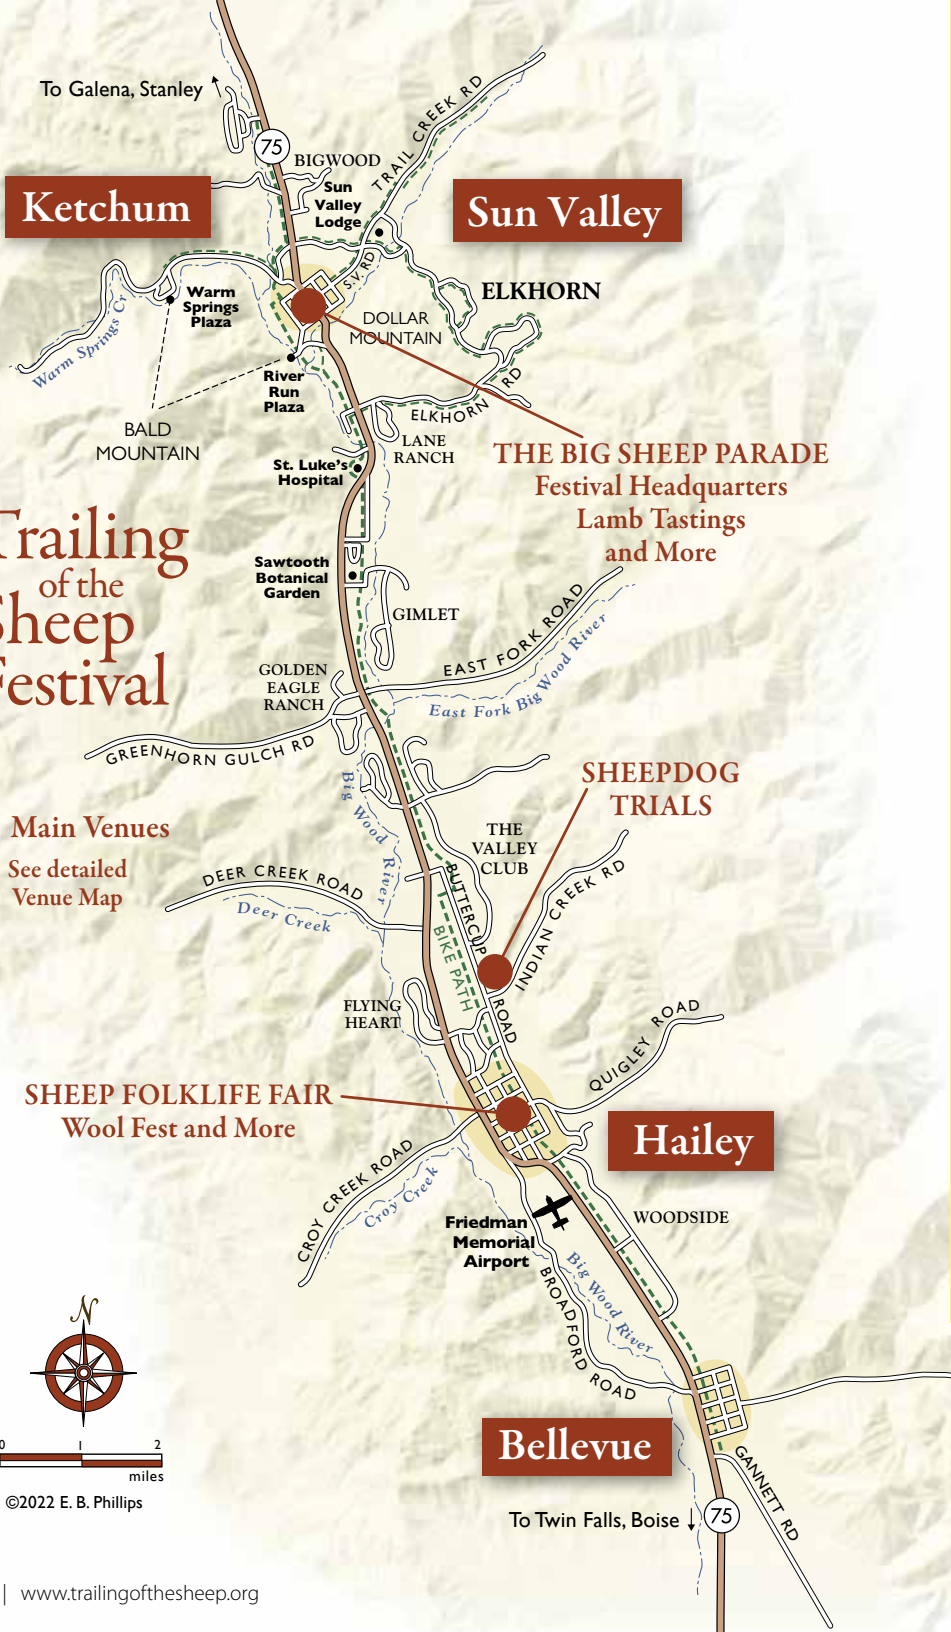 To Galena, Stanley
75
BIGWOOD
TRAIL CREEK RD
Ketchum
Sun
Valley
Lodge
Sun Valley
S.V. RD
ELKHORN
Warm
Springs
Plaza
Warm Springs Cr
DOLLAR
MOUNTAIN
River
Run
Plaza
ELKHORN RD
BALD
MOUNTAIN
LANE
RANCH
St. Luke's
Hospital
THE BIG SHEEP PARADE
Festival Headquarters
Lamb Tastings
and More
Trailing
of the
Sheep
Festival
Sawtooth
Botanical
Garden
GIMLET
EAST FORK ROAD
East Fork Big Wood River
GOLDEN
EAGLE
RANCH
GREENHORN GULCH RD
Big Wood River
SHEEPDOG
TRIALS
Main Venues
See detailed
Venue Map
THE
VALLEY
CLUB
DEER CREEK ROAD
Deer Creek
BUTTERCUP ROAD
BIKE PATH
INDIAN CREEK RD
FLYING
HEART
QUIGLEY ROAD
SHEEP FOLKLIFE FAIR
Wool Fest and More
Hailey
CROY CREEK ROAD
Croy Creek
WOODSIDE
Friedman
Memorial
Airport
Big Wood River
BROADFORD ROAD
N
0 1 2
miles
©2022 E. B. Phillips
Bellevue
GANNETT RD
To Twin Falls, Boise
75
| www.trailingofthesheep.org